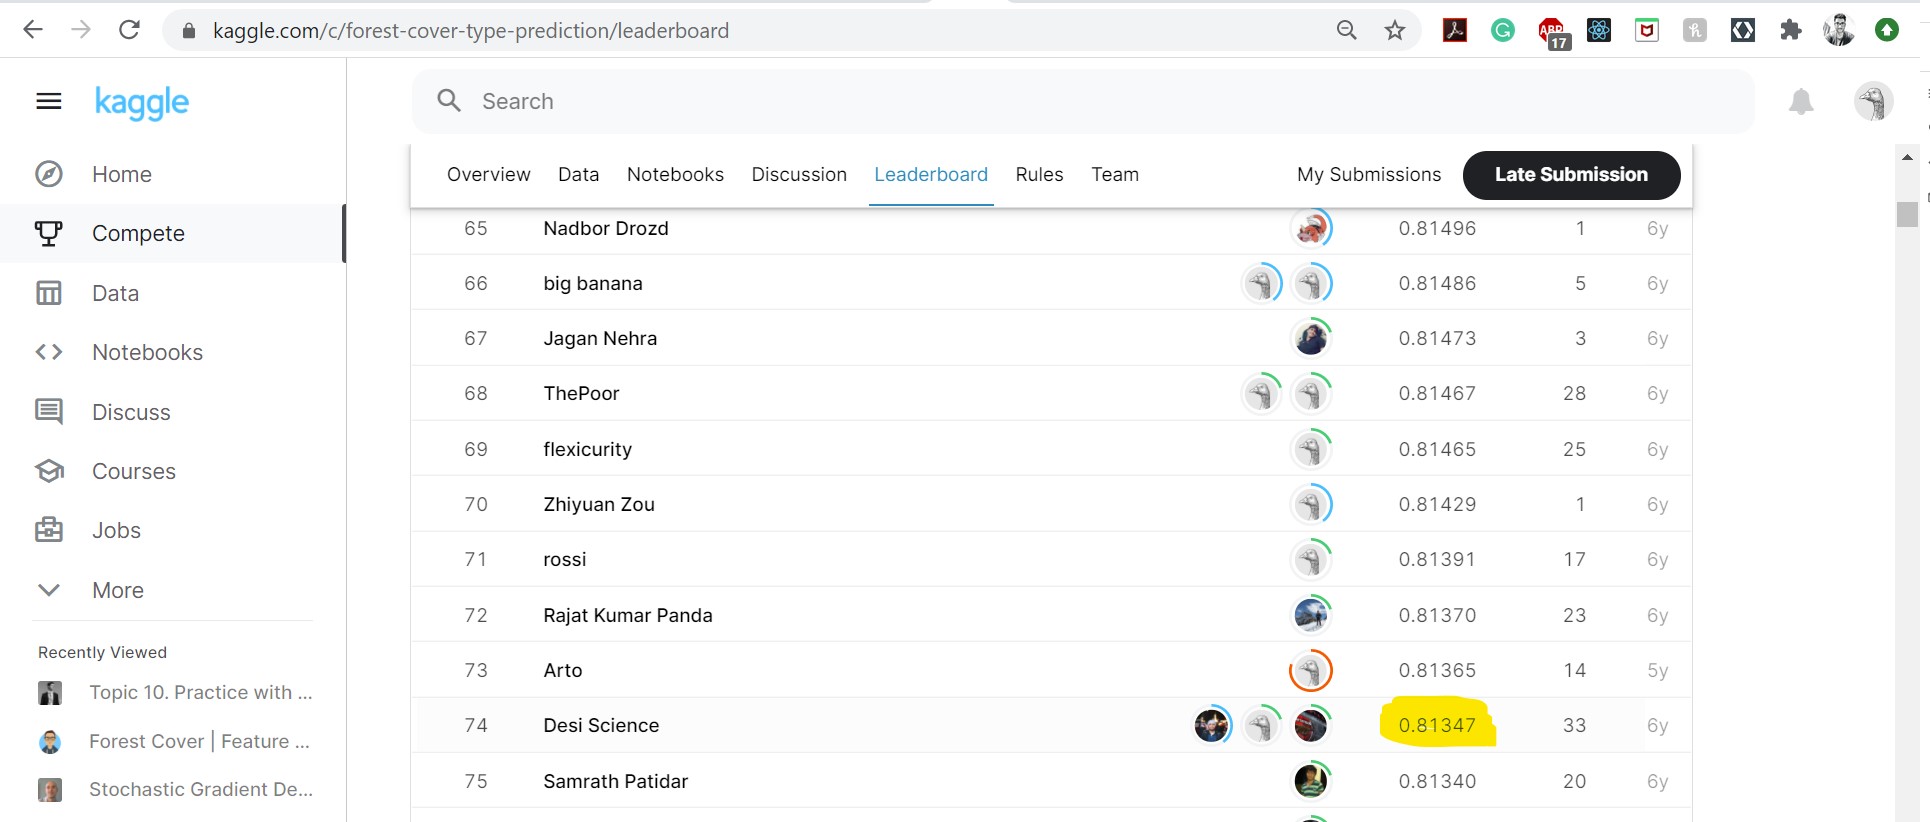 kaggle.com/c/forest-cover-type-prediction/leaderboard
ABP
17
kaggle
Search
Home
Compete
Data
Notebooks
Discuss
Courses
Jobs
More
Recently Viewed
Topic 10. Practice with ...
Forest Cover | Feature ...
Stochastic Gradient De...
Overview Data Notebooks Discussion Leaderboard Rules Team My Submissions Late Submission
65 Nadbor Drozd 0.81496 1 6y
66 big banana 0.81486 5 6y
67 Jagan Nehra 0.81473 3 6y
68 ThePoor 0.81467 28 6y
69 flexicurity 0.81465 25 6y
70 Zhiyuan Zou 0.81429 1 6y
71 rossi 0.81391 17 6y
72 Rajat Kumar Panda 0.81370 23 6y
73 Arto 0.81365 14 5y
74 Desi Science 0.81347 33 6y
75 Samrath Patidar 0.81340 20 6y